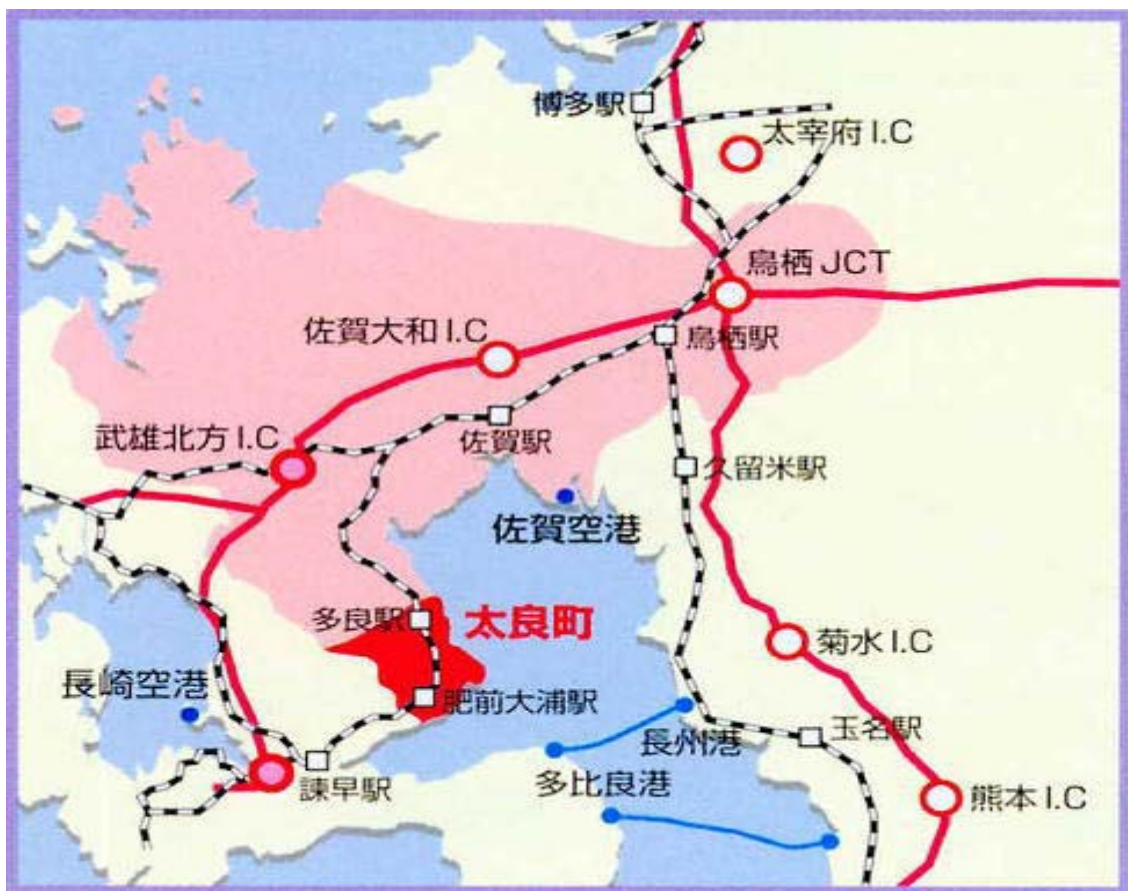 博多駅
太宰府 I.C
鳥栖 JCT
佐賀大和 I.C
鳥栖駅
武雄北方 I.C
佐賀駅
久留米駅
佐賀空港
多良駅
太良町
菊水 I.C
長崎空港
肥前大浦駅
長州港
玉名駅
多比良港
諫早駅
熊本 I.C